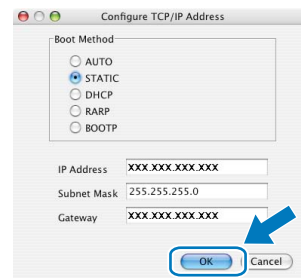 Configure TCP/IP Address
Boot Method
AUTO
STATIC
DHCP
RARP
BOOTP
IP Address XXX.XXX.XXX.XXX
Subnet Mask 255.255.255.0
Gateway XXX.XXX.XXX.XXX
OK Cancel